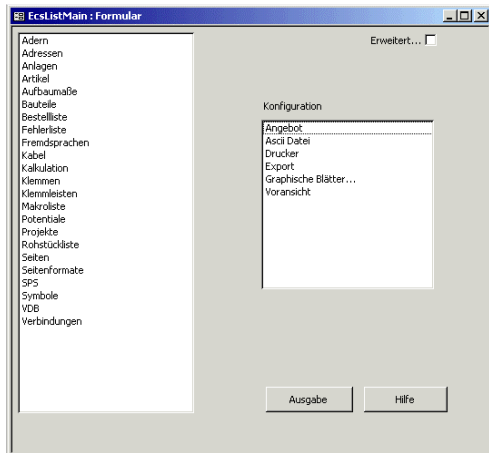 EcsListMain : Formular
Adern
Adressen
Anlagen
Artikel
Aufbaumaße
Bauteile
Bestellliste
Fehlerliste
Fremdsprachen
Kabel
Kalkulation
Klemmen
Klemmleisten
Makroliste
Potentiale
Projekte
Rohstückliste
Seiten
Seitenformate
SPS
Symbole
VDB
Verbindungen
Erweitert...
Konfiguration
Angebot
Ascii Datei
Drucker
Export
Graphische Blätter...
Voransicht
Ausgabe
Hilfe